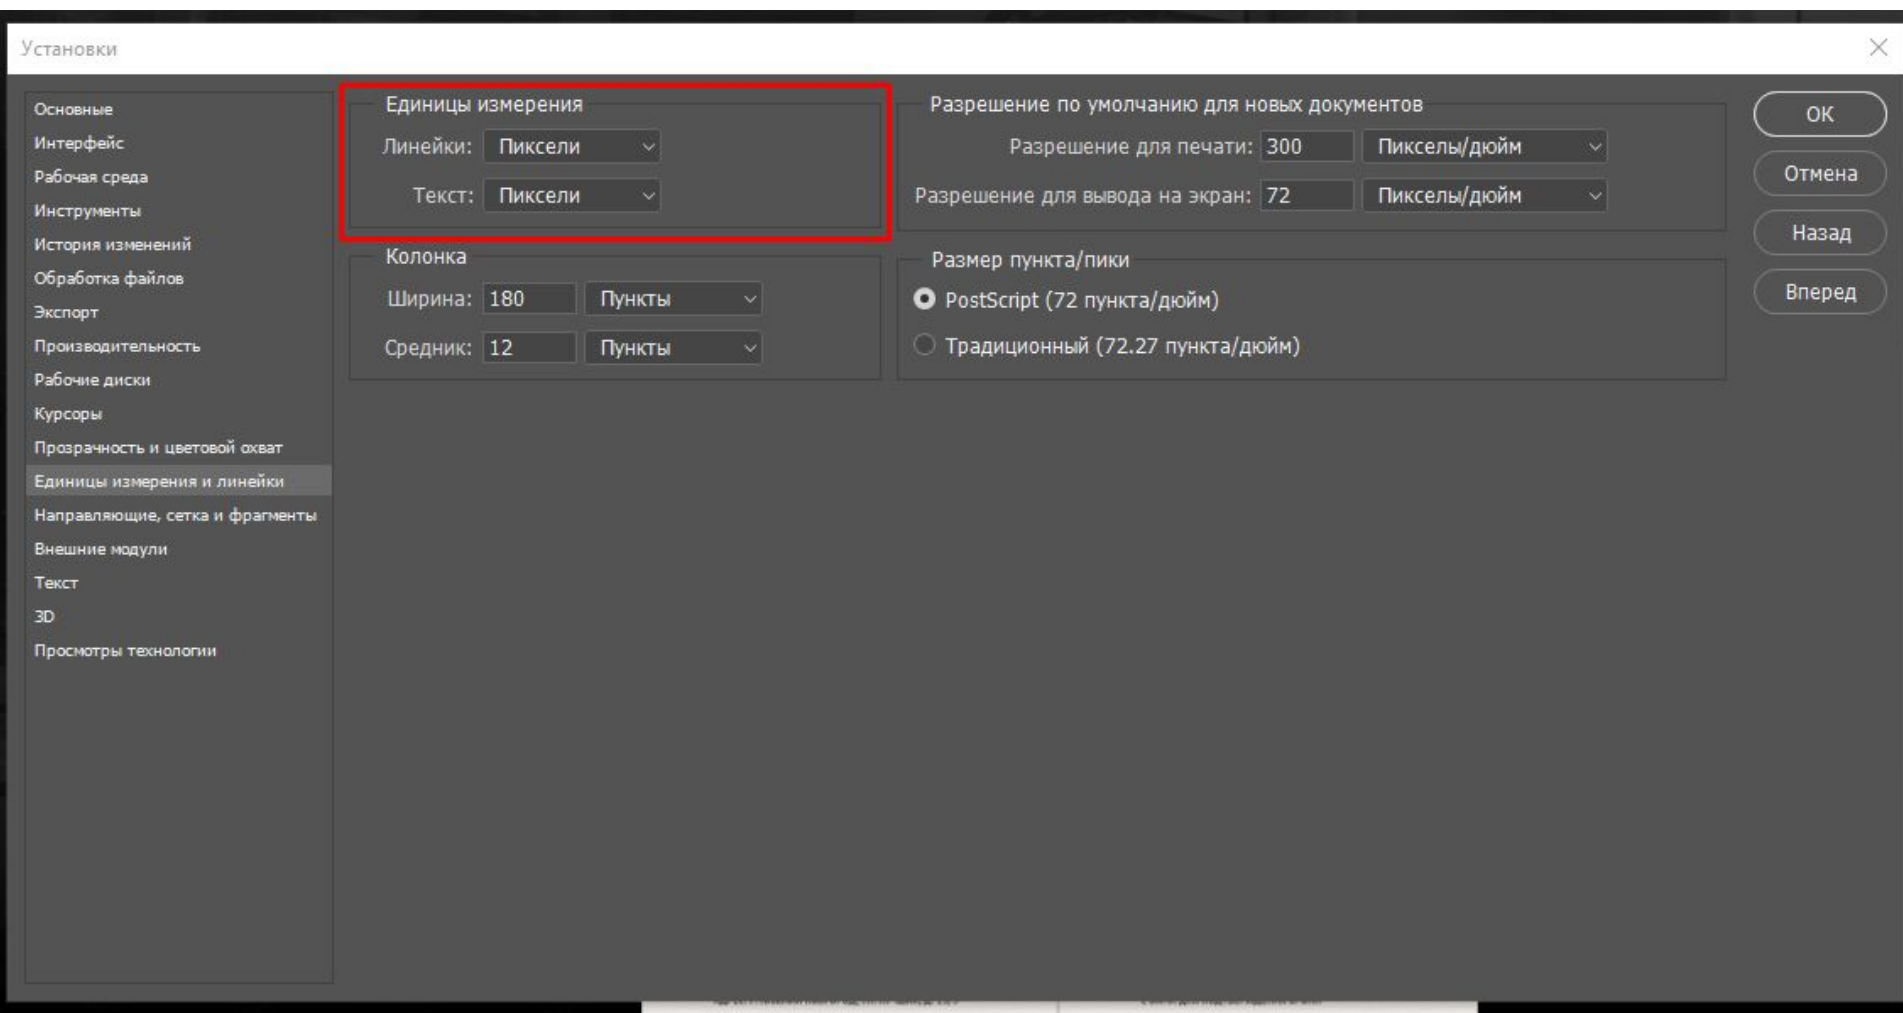 Установки
Основные
Интерфейс
Рабочая среда
Инструменты
История изменений
Обработка файлов
Экспорт
Производительность
Рабочие диски
Курсоры
Прозрачность и цветовой охват
Единицы измерения и линейки
Направляющие, сетка и фрагменты
Внешние модули
Текст
3D
Просмотры технологии
Единицы измерения
Линейки: Пиксели
Текст: Пиксели
Колонка
Ширина: 180 Пункты
Средник: 12 Пункты
Разрешение по умолчанию для новых документов
Разрешение для печати: 300 Пикселы/дюйм
Разрешение для вывода на экран: 72 Пикселы/дюйм
Размер пункта/пики
PostScript (72 пункта/дюйм)
Традиционный (72.27 пункта/дюйм)
ОК
Отмена
Назад
Вперед